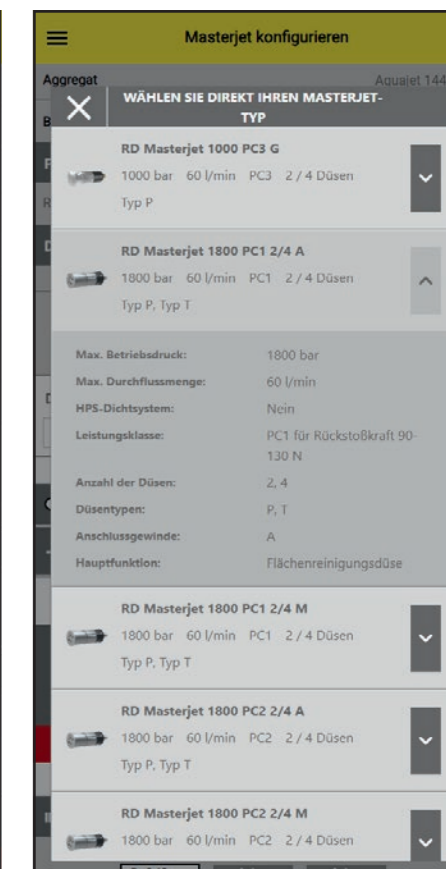 Masterjet konfigurieren
Aggregat Aquajet 144
WÄHLEN SIE DIREKT IHREN MASTERJET-
TYP
RD Masterjet 1000 PC3 G
1000 bar 60 l/min PC3 2 / 4 Düsen
Typ P
RD Masterjet 1800 PC1 2/4 A
1800 bar 60 l/min PC1 2 / 4 Düsen
Typ P, Typ T
Max. Betriebsdruck: 1800 bar
Max. Durchflussmenge: 60 l/min
HPS-Dichtsystem: Nein
Leistungsklasse: PC1 für Rückstoßkraft 90-
130 N
Anzahl der Düsen: 2, 4
Düsentypen: P, T
Anschlussgewinde: A
Hauptfunktion: Flächenreinigungsdüse
RD Masterjet 1800 PC1 2/4 M
1800 bar 60 l/min PC1 2 / 4 Düsen
Typ P, Typ T
RD Masterjet 1800 PC2 2/4 A
1800 bar 60 l/min PC2 2 / 4 Düsen
Typ P, Typ T
RD Masterjet 1800 PC2 2/4 M
1800 bar 60 l/min PC2 2 / 4 Düsen